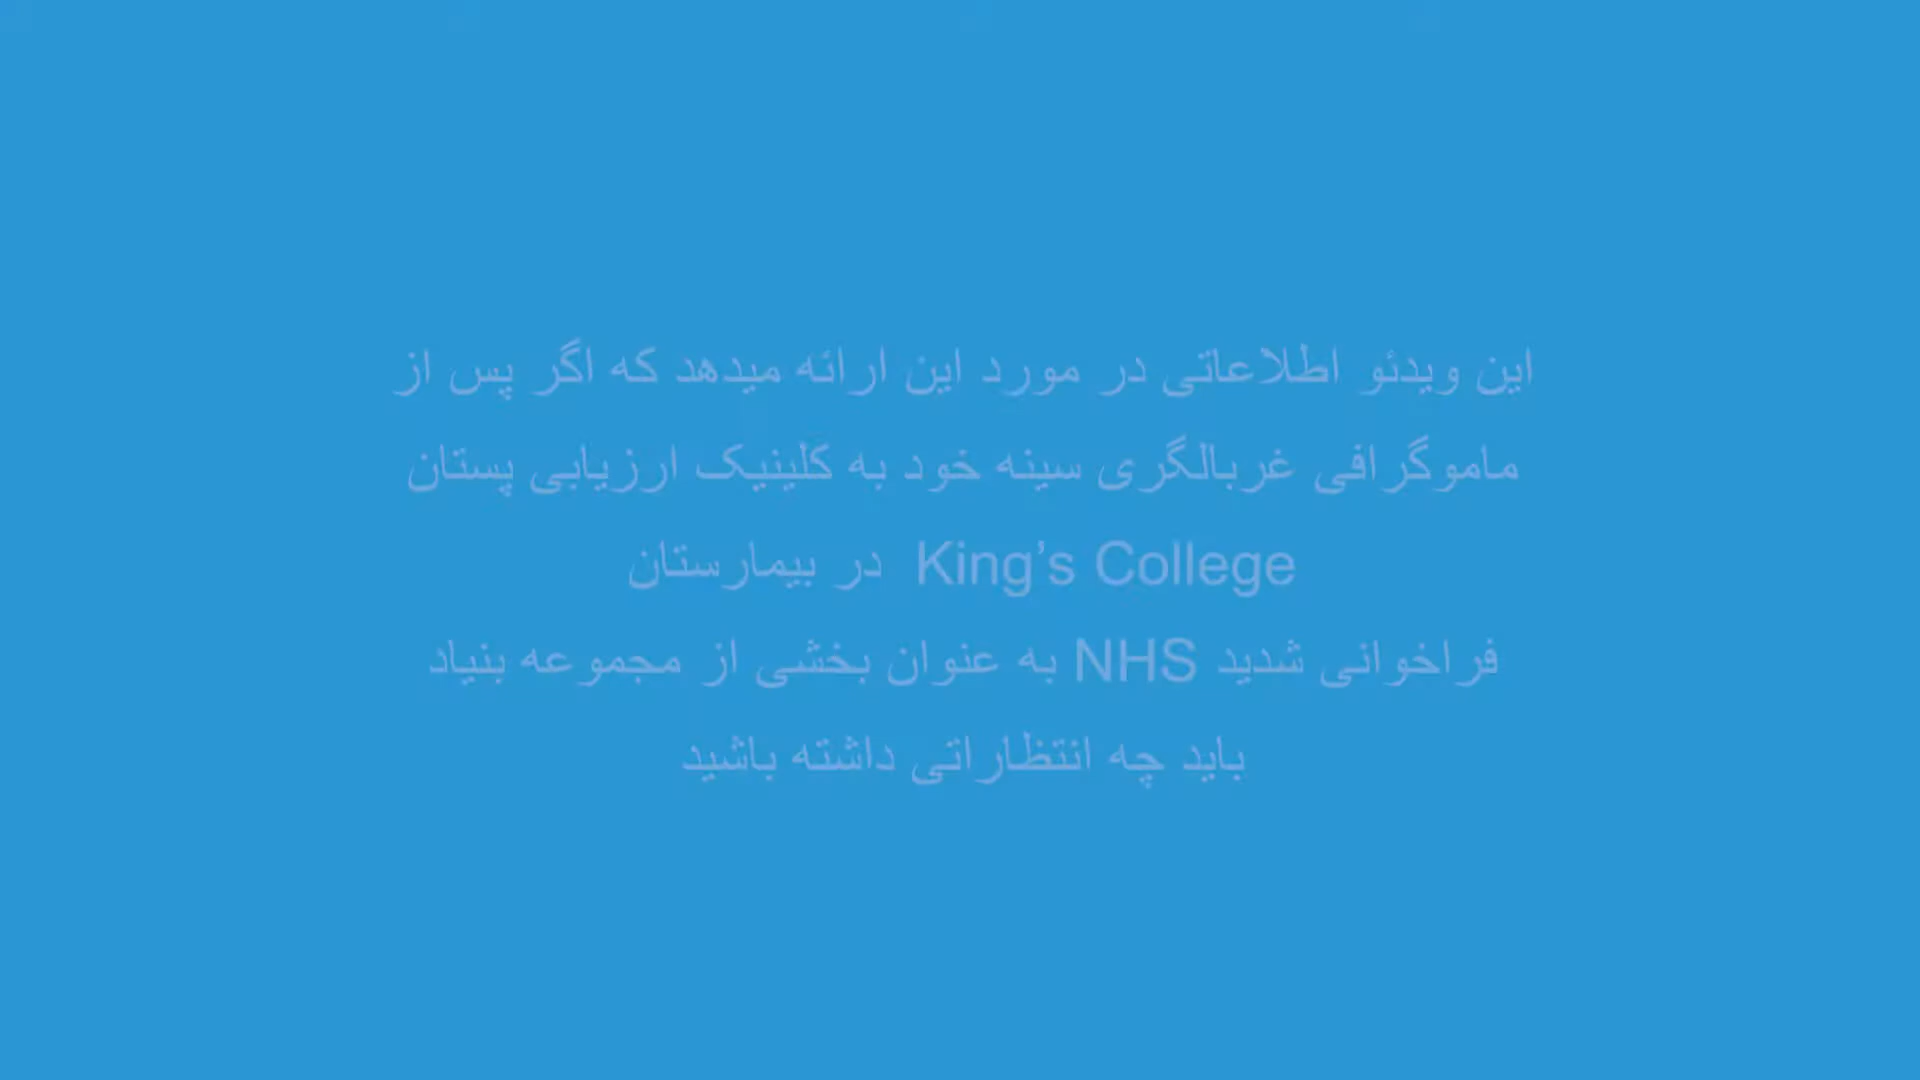 این ویدئو اطلاعاتی در مورد این ارائه میدهد که اگر پس از
ماموگرافی غربالگری سینه خود به کلینیک ارزیابی پستان
King’s College در بیمارستان
فراخوانی شدید NHS به عنوان بخشی از مجموعه بنیاد
باید چه انتظاراتی داشته باشید